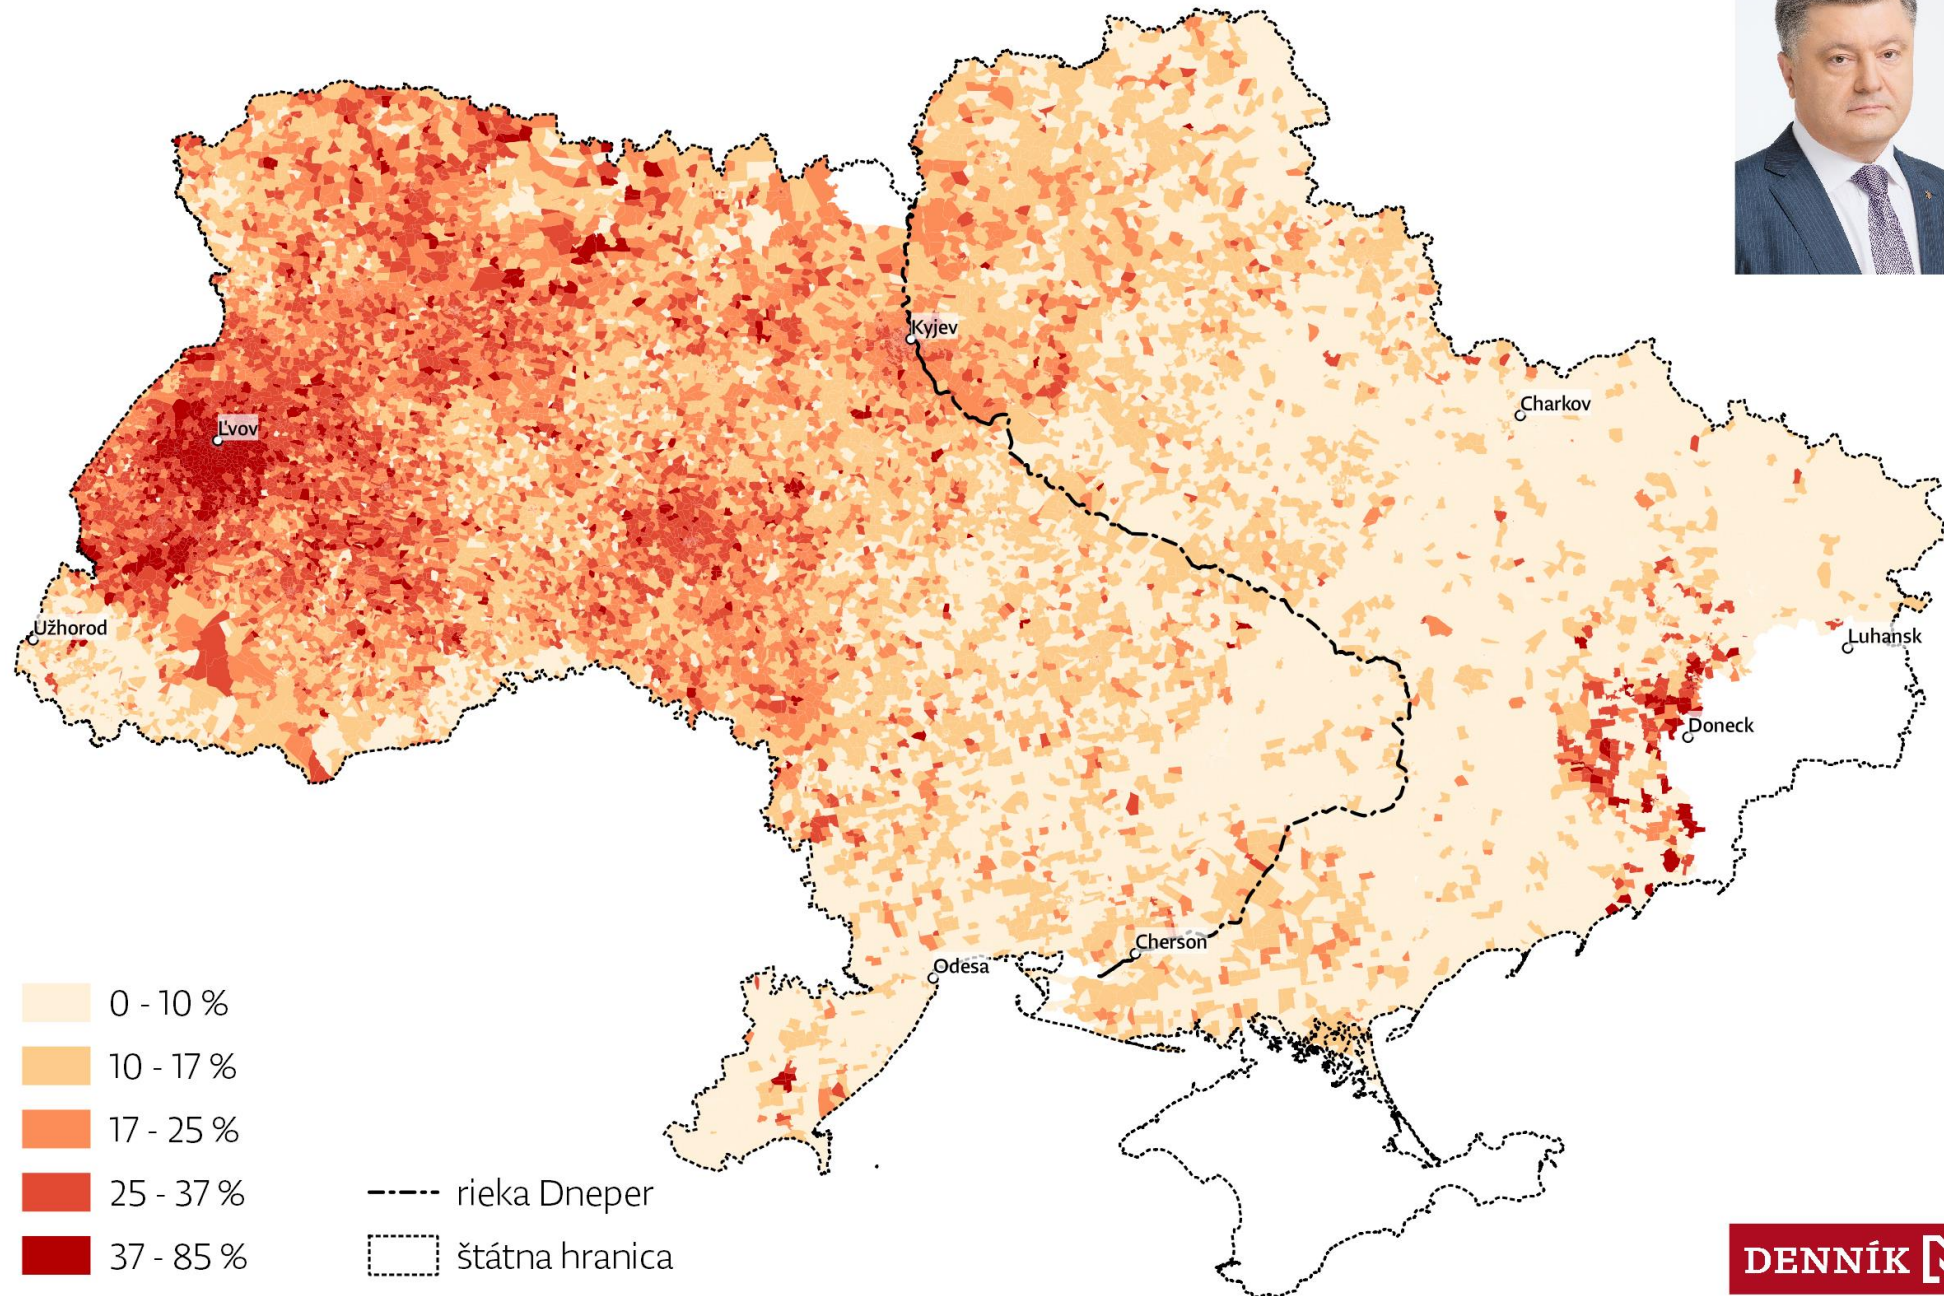 Kyjev
Charkov
Ľvov
Užhorod
Luhansk
Doneck
Cherson
Odesa
0 - 10 %
10 - 17 %
17 - 25 %
25 - 37 %
37 - 85 %
rieka Dneper
štátna hranica
DENNÍK N